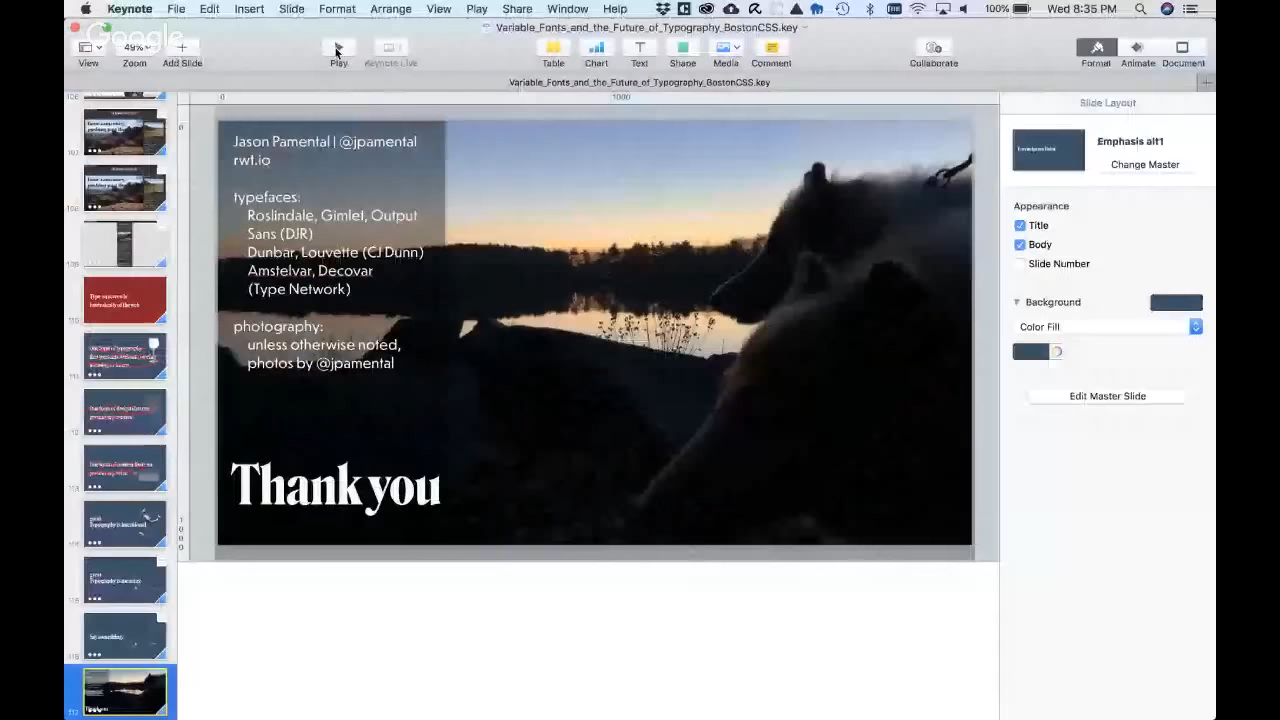 Keynote File Edit Insert Slide Format Arrange View Play Share Window Help 100% Wed 8:35 PM
Google
Variable_Fonts_and_the_Future_of_Typography_BostonCSS.key
49%
View Zoom Add Slide Play Keynote Live Table Chart Text Shape Media Comment Collaborate Format Animate Document
Variable_Fonts_and_the_Future_of_Typography_BostonCSS.key
0 1000
Jason Pamental | @jpamental
rwt.io
typefaces:
Roslindale, Gimlet, Output
Sans (DJR)
Dunbar, Louvette (CJ Dunn)
Amstelvar, Decovar
(Type Network)
photography:
unless otherwise noted,
photos by @jpamental
Thank you
Slide Layout
Emphasis alt1
Change Master
Appearance
Title
Body
Slide Number
Background
Color Fill
Edit Master Slide